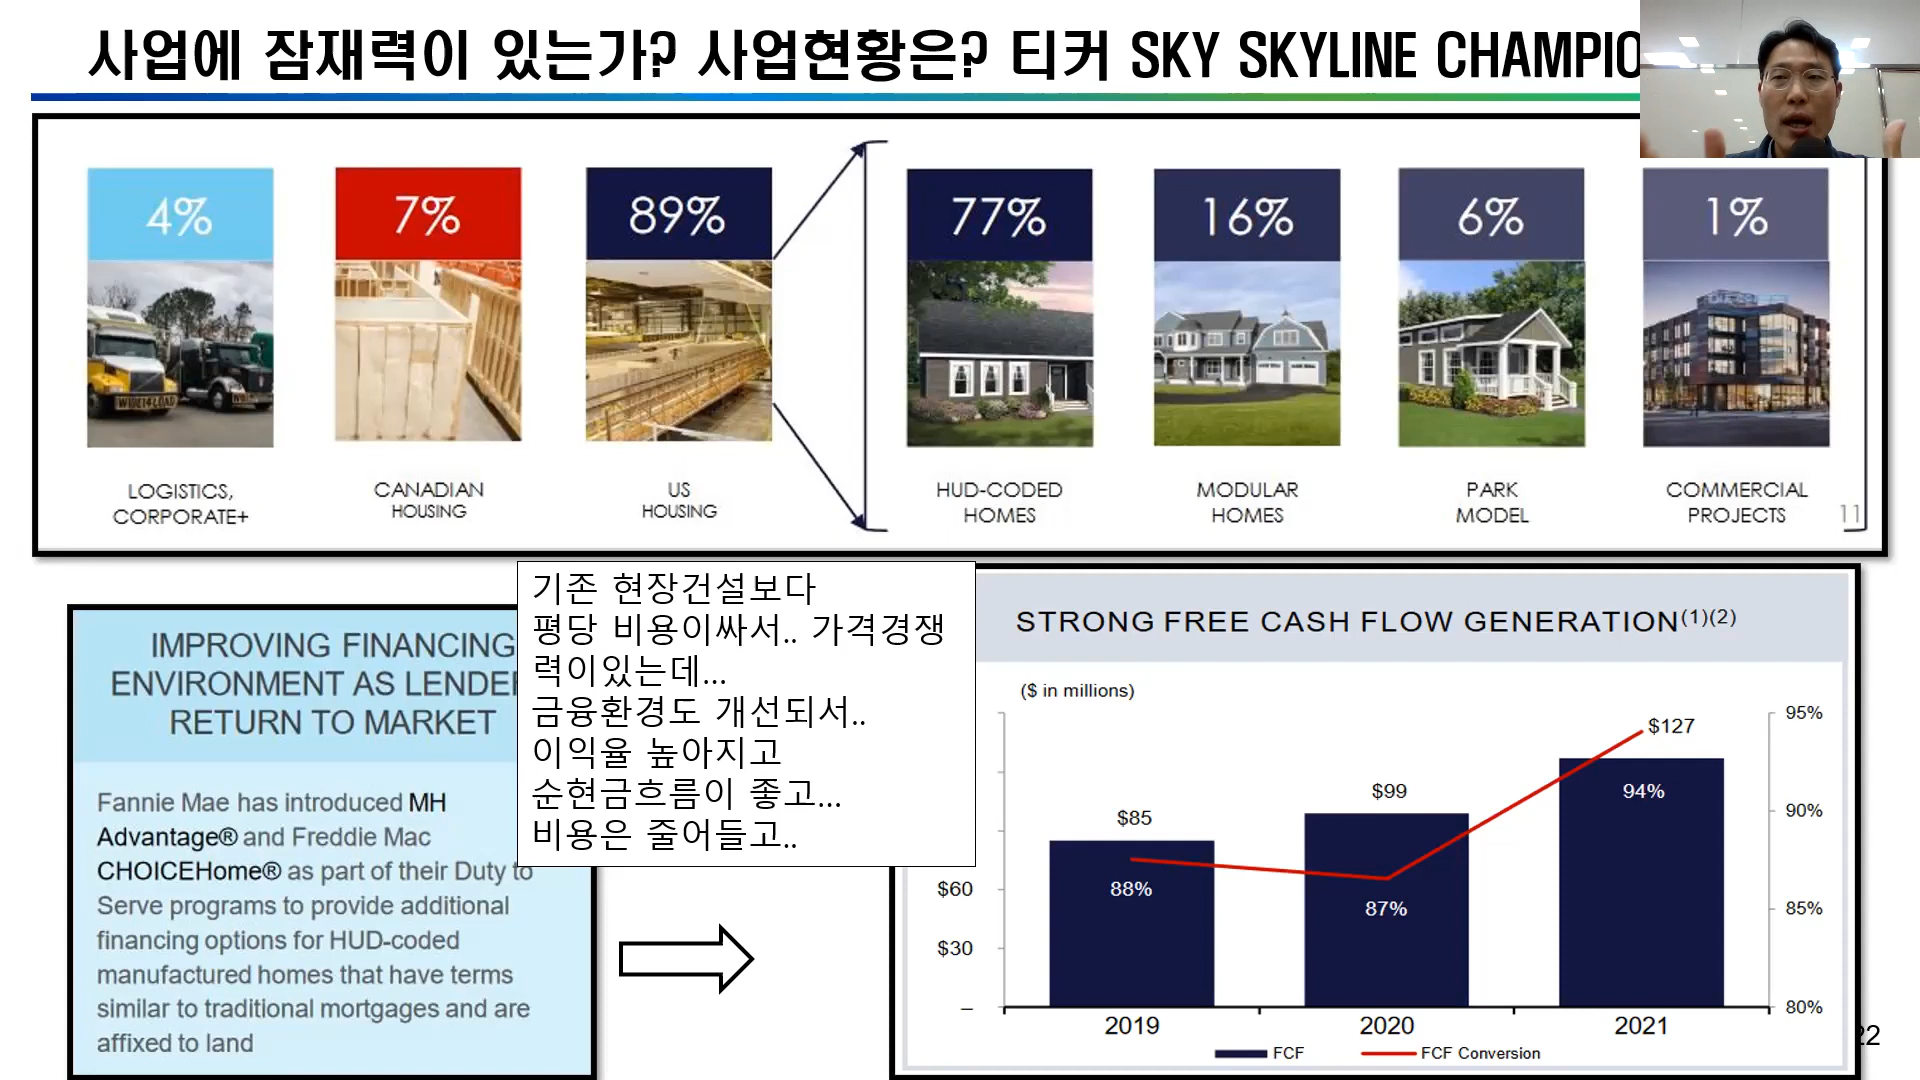 사업에 잠재력이 있는가? 사업현황은? 티커 SKY SKYLINE CHAMPIO
4%
7%
89%
77%
16%
6%
1%
LOGISTICS,
CORPORATE+
CANADIAN
HOUSING
US
HOUSING
HUD-CODED
HOMES
MODULAR
HOMES
PARK
MODEL
COMMERCIAL
PROJECTS
11
IMPROVING FINANCING
ENVIRONMENT AS LENDE
RETURN TO MARKET
Fannie Mae has introduced MH
Advantage® and Freddie Mac
CHOICEHome® as part of their Duty to
Serve programs to provide additional
financing options for HUD-coded
manufactured homes that have terms
similar to traditional mortgages and are
affixed to land
기존 현장건설보다
평당 비용이싸서.. 가격경쟁
력이있는데...
금융환경도 개선되서..
이익율 높아지고
순현금흐름이 좋고...
비용은 줄어들고..
STRONG FREE CASH FLOW GENERATION(1)(2)
($ in millions)
$127
$99
$85
94%
88%
87%
$60
$30
–
95%
90%
85%
80%
2019
2020
2021
FCF
FCF Conversion
22